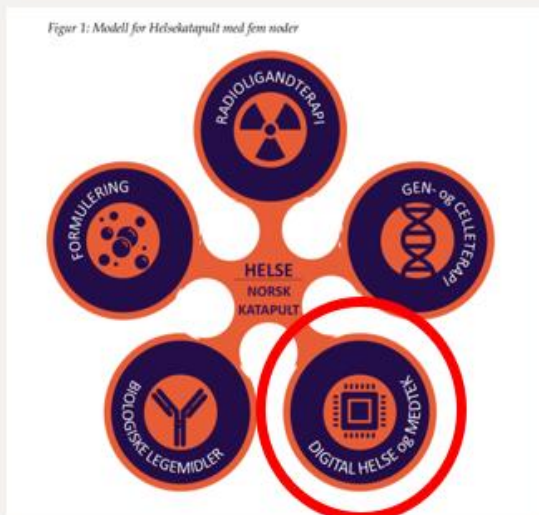 Figur 1: Modell for Helsekatapult med fem noder
RADIOLIGANDTERAPI
FORMULERING
GEN- og CELLETERAPI
HELSE
NORSK
KATAPULT
BIOLOGISKE LEGEMIDLER
DIGITAL HELSE og MEDTEK